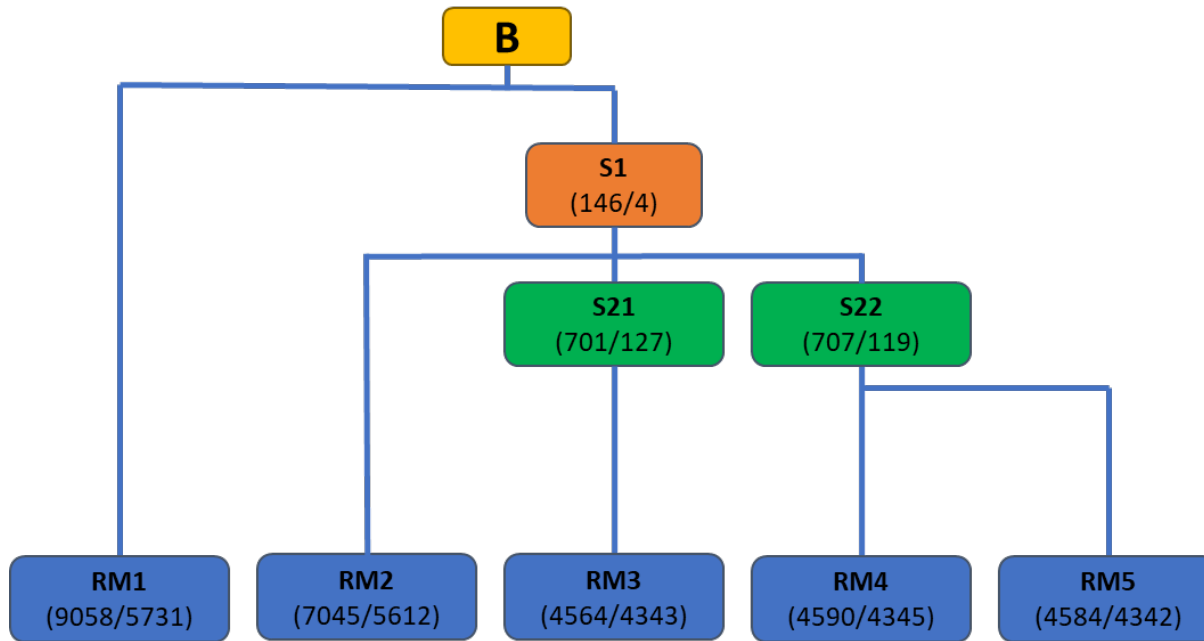 B
S1
(146/4)
S21
(701/127)
S22
(707/119)
RM1
(9058/5731)
RM2
(7045/5612)
RM3
(4564/4343)
RM4
(4590/4345)
RM5
(4584/4342)